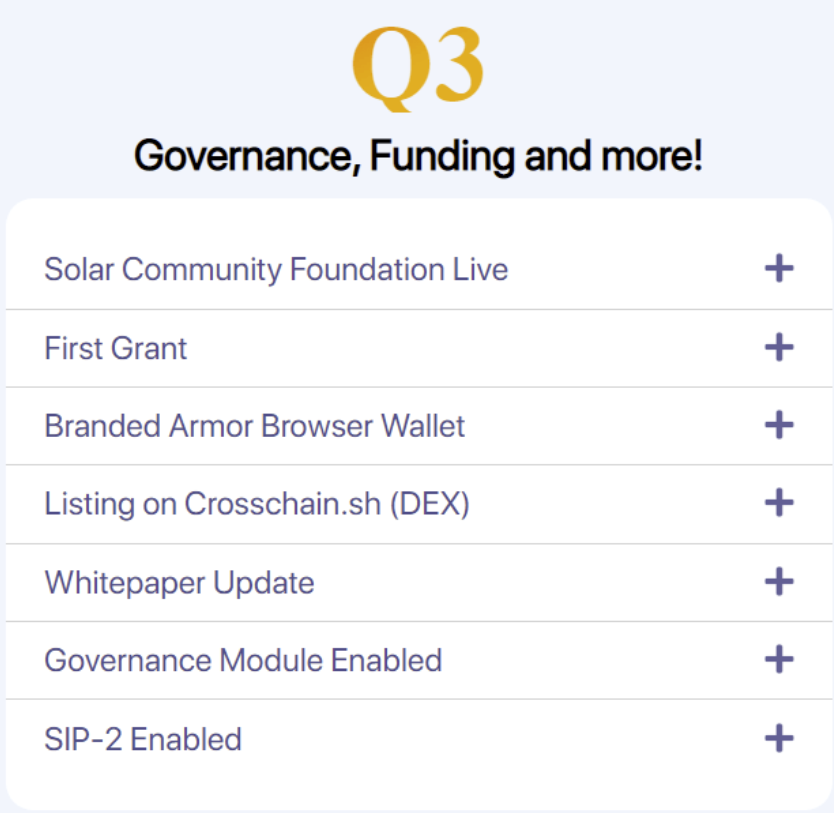 Q3
Governance, Funding and more!
Solar Community Foundation Live
First Grant
Branded Armor Browser Wallet
Listing on Crosschain.sh (DEX)
Whitepaper Update
Governance Module Enabled
SIP-2 Enabled